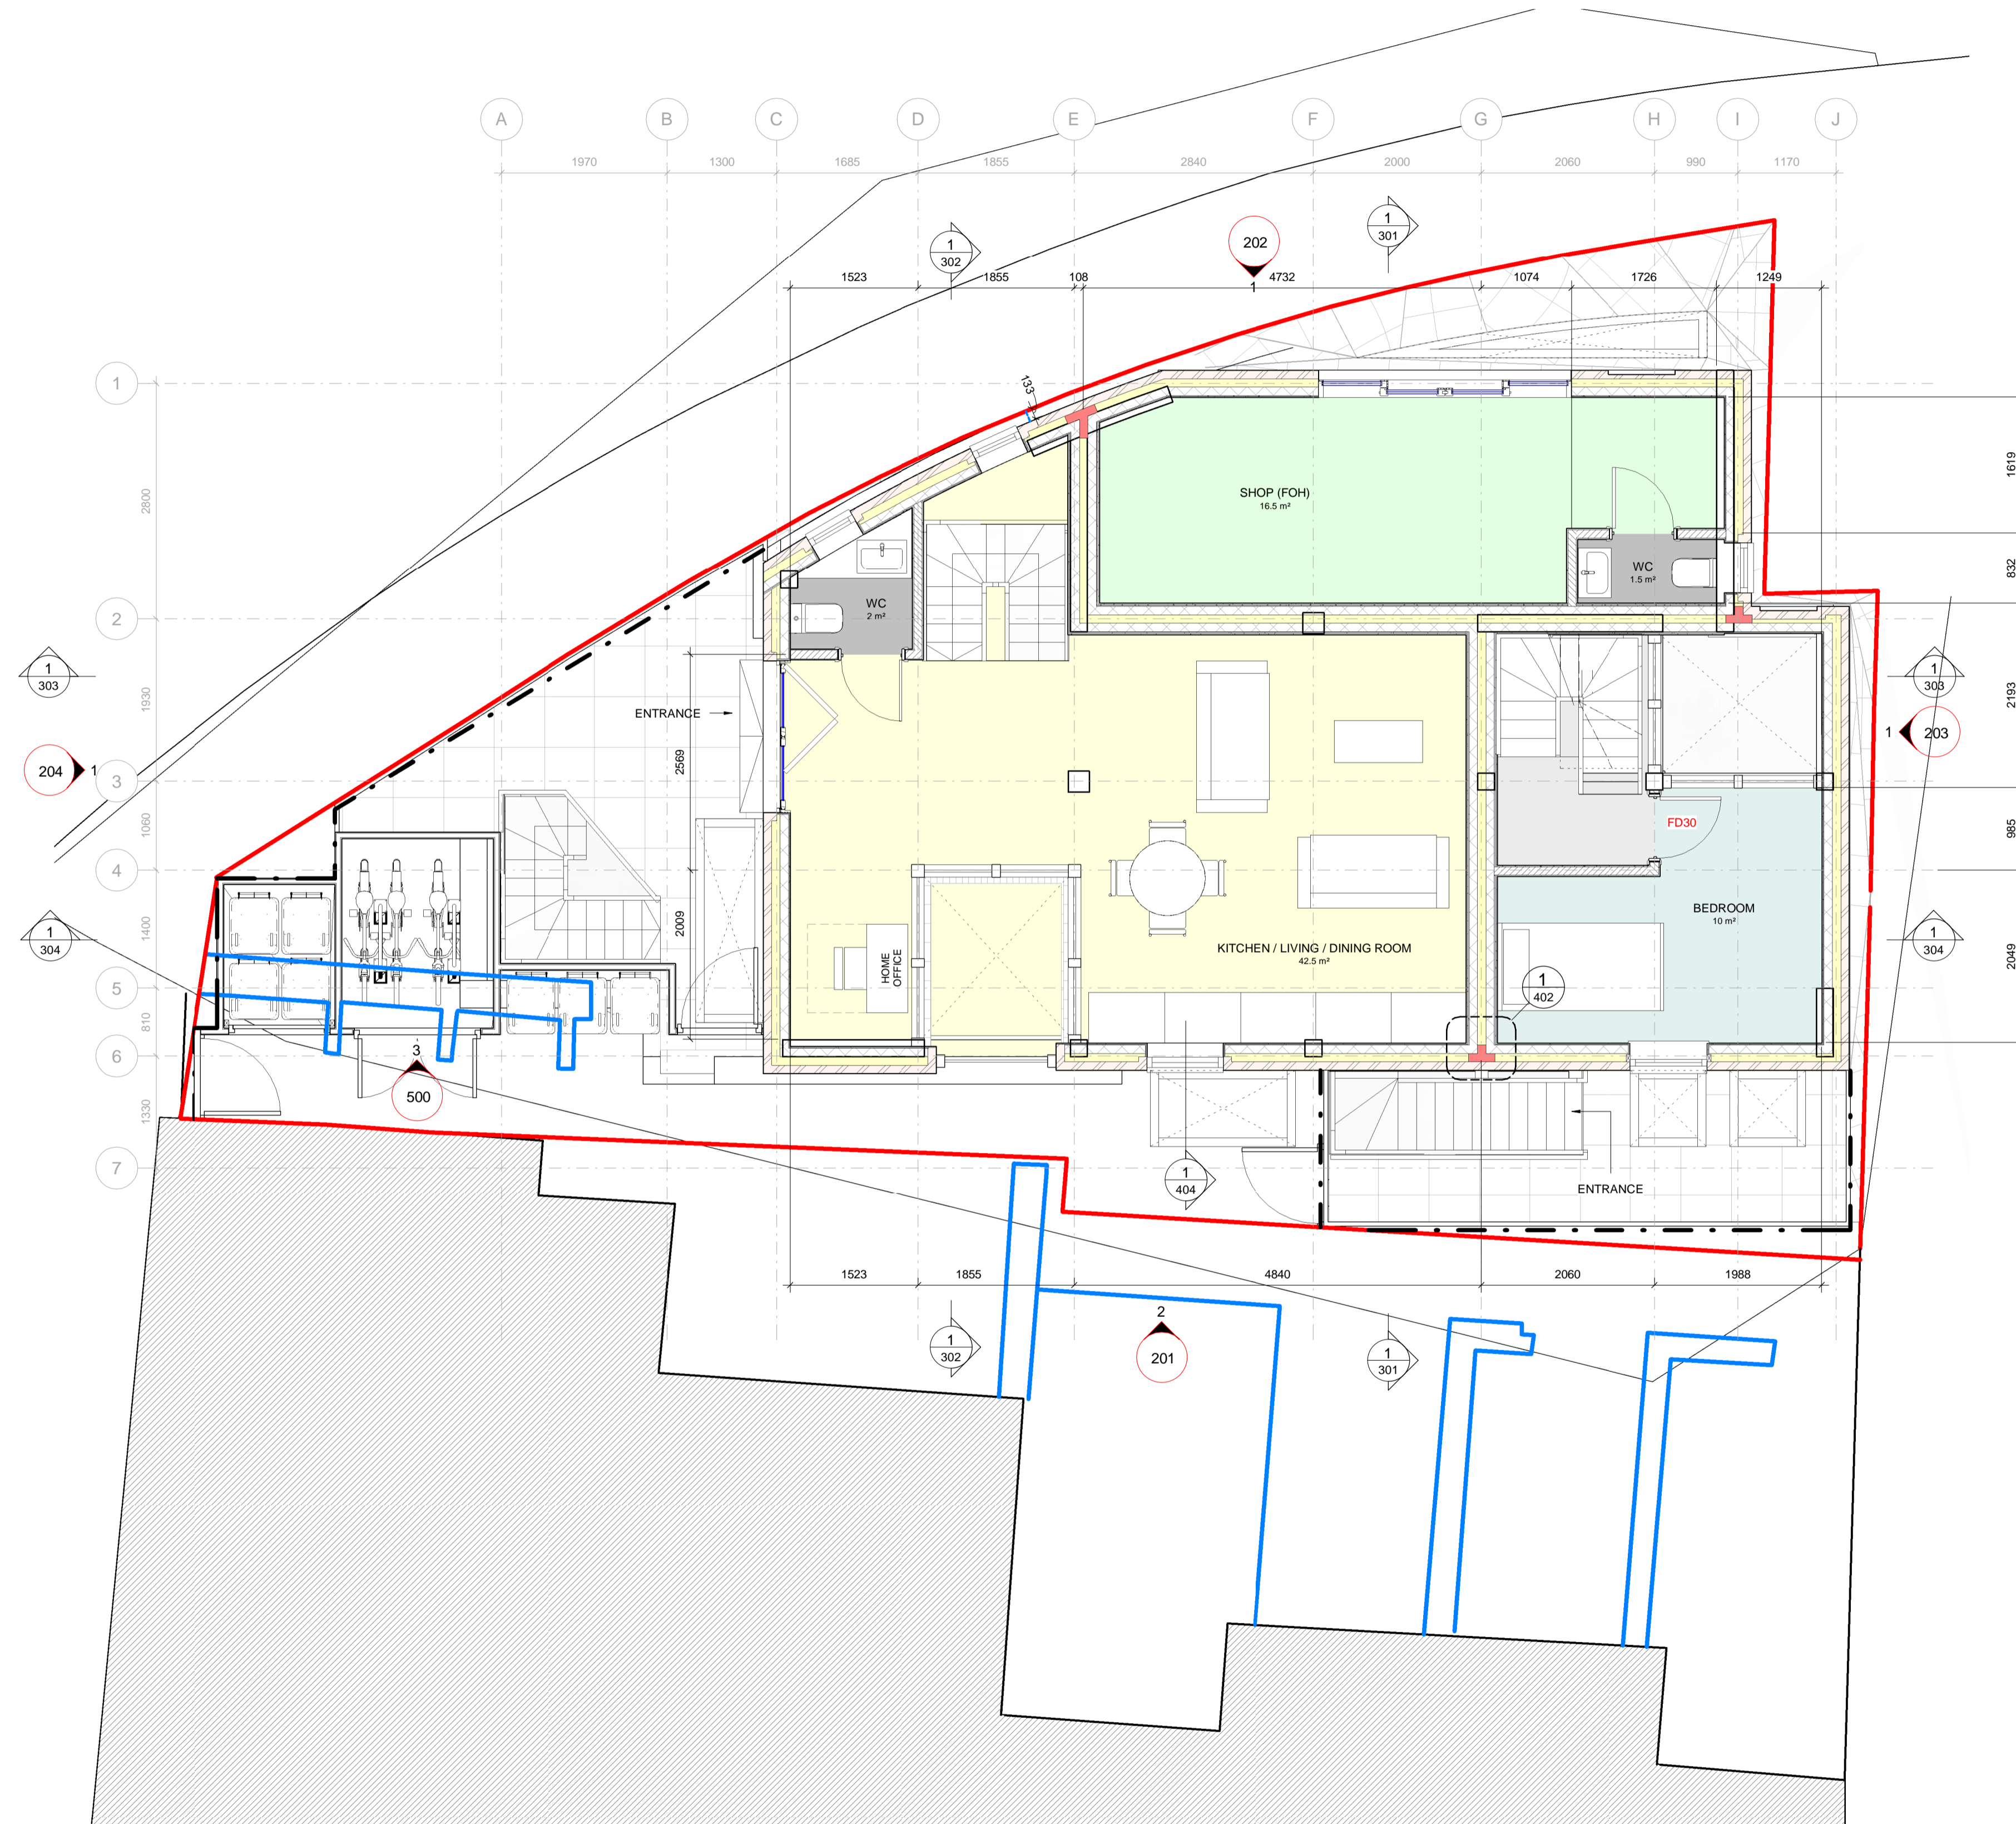 A B C D E F G H I J
1970 1300 1685 1855 2840 2000 2060 990 1170
1 302
202
1
1 301
1523 1855 108 4732 1074 1726 1249
1
133
2800
1619
SHOP (FOH)
16.5 m²
WC
1.5 m²
832
WC
2 m²
2
1 303
1 303
1930
2193
ENTRANCE
204 1
1 203
3
2569
1060
FD30
985
4
1 304
1400
2009
HOME
OFFICE
BEDROOM
10 m²
KITCHEN / LIVING / DINING ROOM
42.5 m²
1 304
2049
1 402
5
810
6
3
500
1330
7
1 404
ENTRANCE
1523 1855 4840 2060 1988
1 302
2
201
1 301